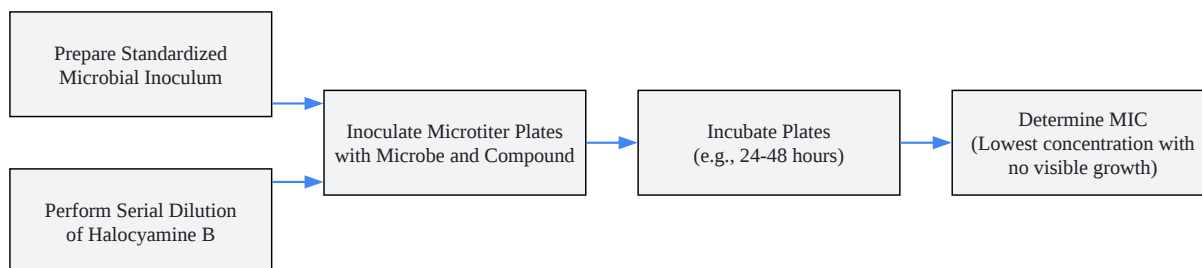 Prepare Standardized
Microbial Inoculum
Perform Serial Dilution
of Halocyamine B
Inoculate Microtiter Plates
with Microbe and Compound
Incubate Plates
(e.g., 24-48 hours)
Determine MIC
(Lowest concentration with
no visible growth)